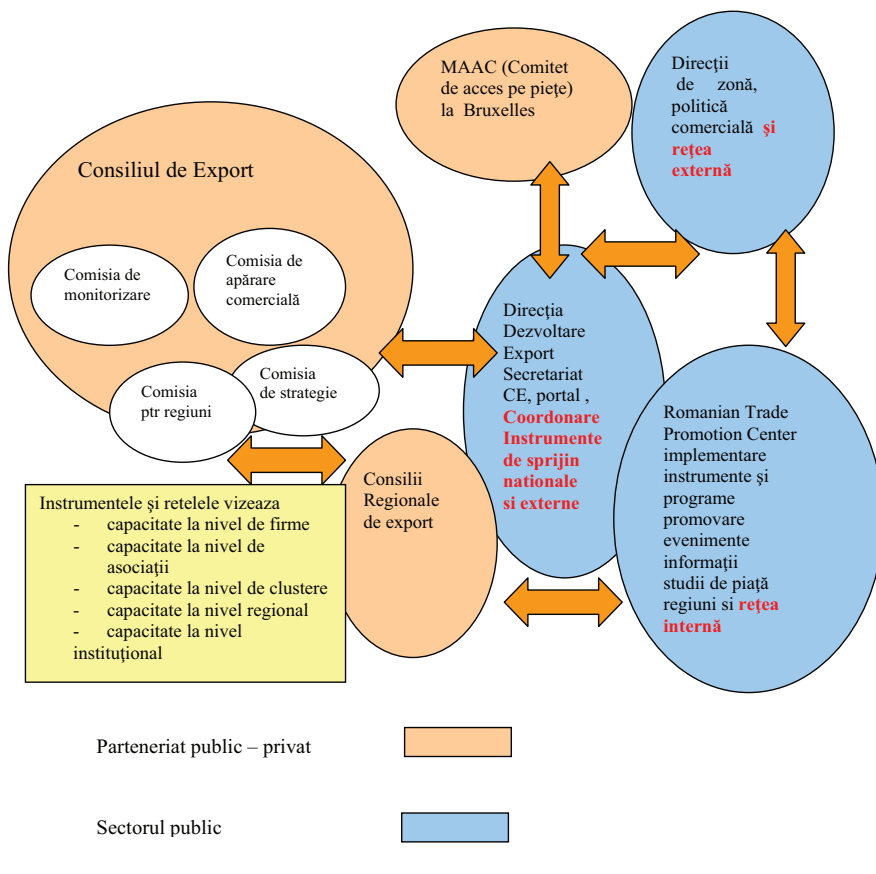 MAAC (Comitet
de acces pe pieţe)
la Bruxelles
Direcţii
de zonă,
politică
comercială şi
reţea
externă
Consiliul de Export
Comisia de
monitorizare
Comisia de
apărare
comercială
Comisia
ptr regiuni
Comisia
de strategie
Direcţia
Dezvoltare
Export
Secretariat
CE, portal ,
Coordonare
Instrumente
de sprijin
nationale
si externe
Romanian Trade
Promotion Center
implementare
instrumente şi
programe
promovare
evenimente
informaţii
studii de piaţă
regiuni si reţea
internă
Consilii
Regionale
de export
Instrumentele şi retelele vizeaza
- capacitate la nivel de firme
- capacitate la nivel de
asociaţii
- capacitate la nivel de clustere
- capacitate la nivel regional
- capacitate la nivel
instituţional
Parteneriat public – privat
Sectorul public